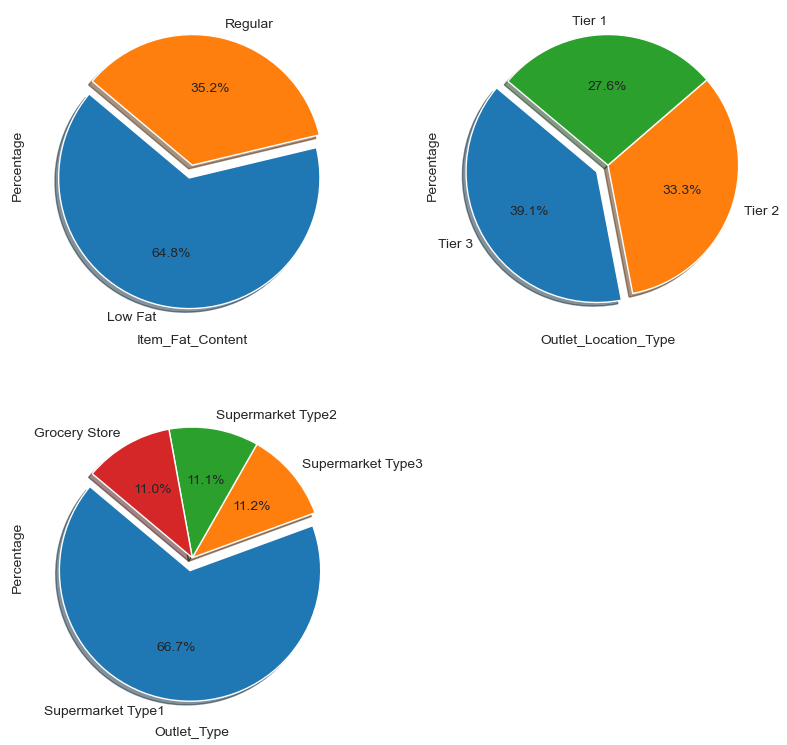 Regular
35.2%
Percentage
64.8%
Low Fat
Item_Fat_Content
Tier 1
27.6%
Percentage
33.3%
39.1%
Tier 2
Tier 3
Outlet_Location_Type
Supermarket Type2
Grocery Store
Supermarket Type3
11.1%
11.0%
11.2%
Percentage
66.7%
Supermarket Type1
Outlet_Type